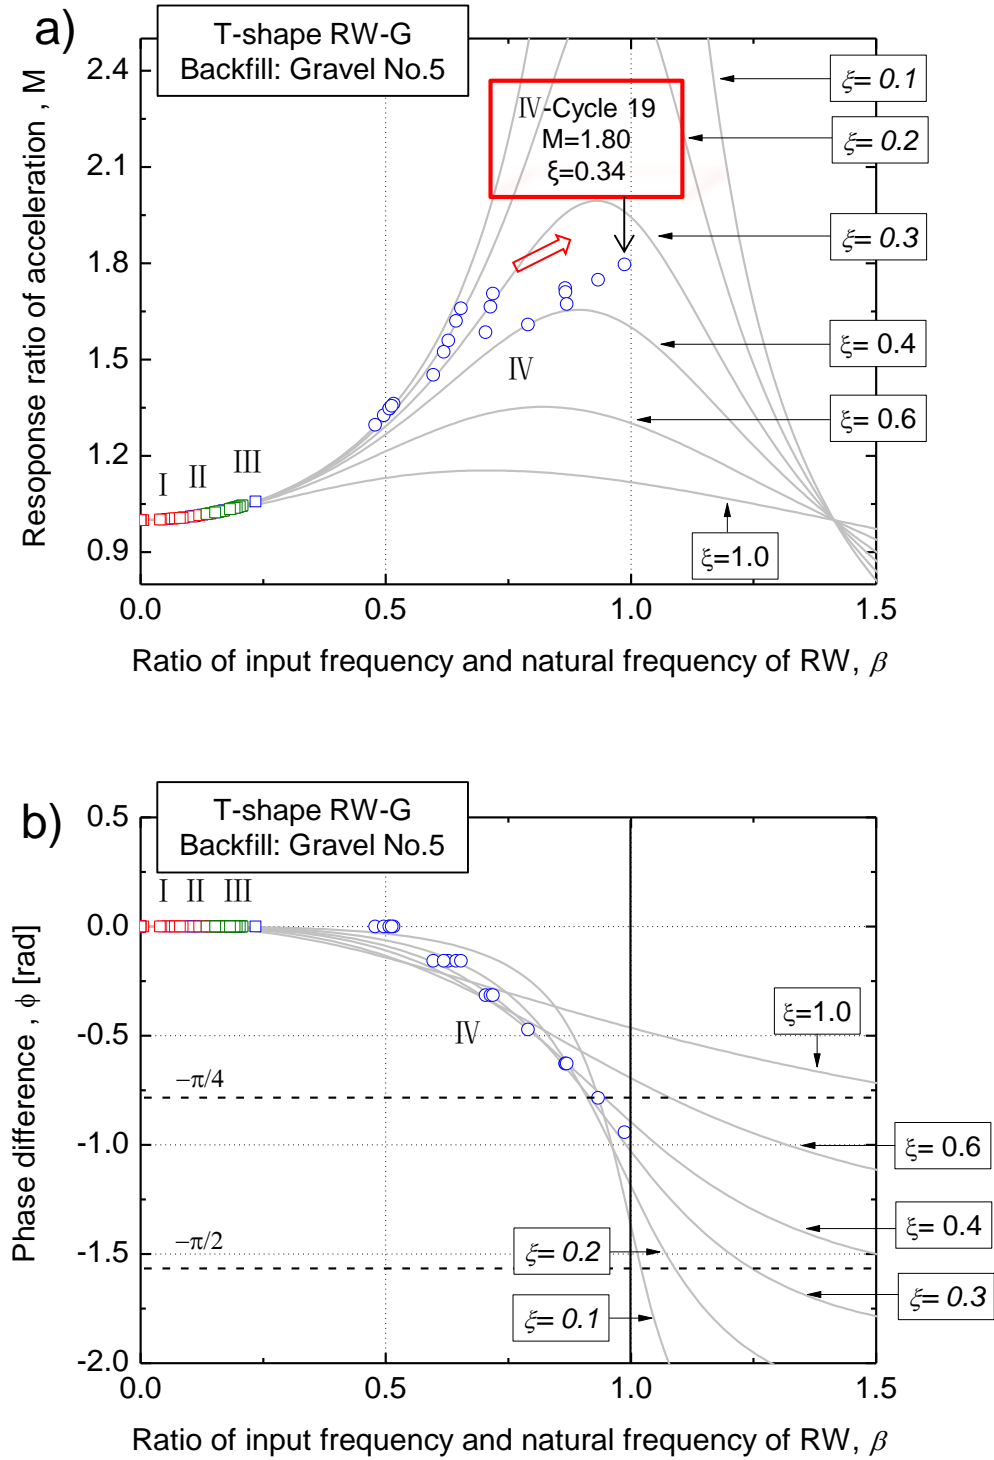 a)
T-shape RW-G
Backfill: Gravel No.5
2.4
2.1
1.8
1.5
1.2
0.9
Resoponse ratio of acceleration , M
Ⅳ-Cycle 19
M=1.80
ξ=0.34
ξ= 0.1
ξ= 0.2
ξ= 0.3
ξ= 0.4
ξ= 0.6
ξ=1.0
Ⅰ Ⅱ Ⅲ
Ⅳ
0.0 0.5 1.0 1.5
Ratio of input frequency and natural frequency of RW, β
b)
T-shape RW-G
Backfill: Gravel No.5
0.5
0.0
-0.5
-1.0
-1.5
-2.0
Phase difference , ϕ [rad]
Ⅰ Ⅱ Ⅲ
Ⅳ
ξ=1.0
−π/4
ξ= 0.6
ξ= 0.4
−π/2
ξ= 0.2
ξ= 0.3
ξ= 0.1
0.0 0.5 1.0 1.5
Ratio of input frequency and natural frequency of RW, β